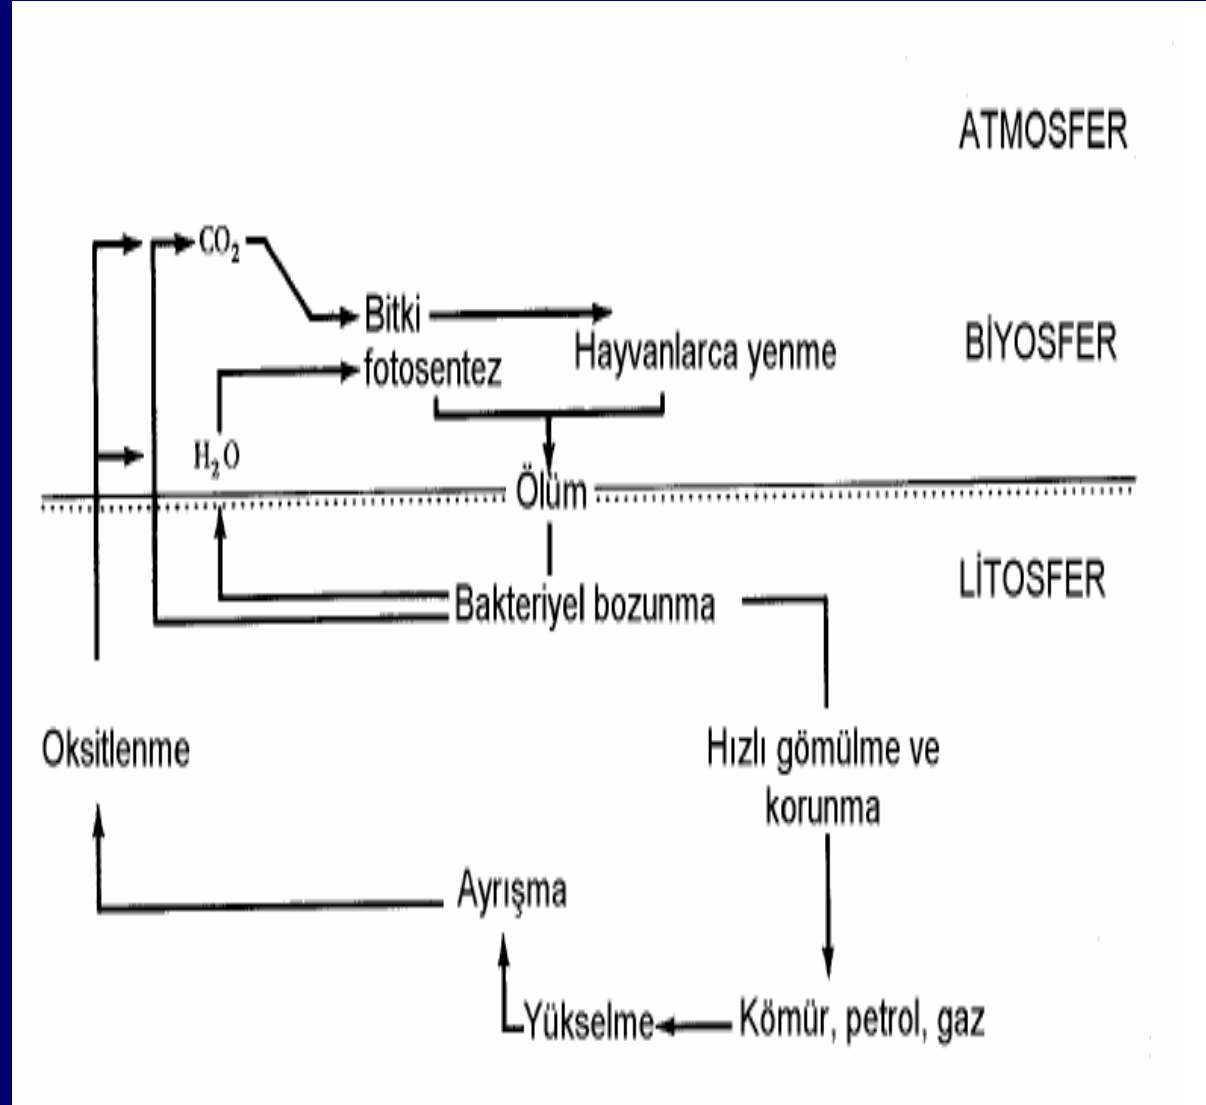 ATMOSFER
CO₂
Bitki
fotosentez
Hayvanlarca yenme
BİYOSFER
H₂O
Ölüm
LİTOSFER
Bakteriyel bozunma
Oksitlenme
Hızlı gömülme ve
korunma
Ayrışma
Yükselme
Kömür, petrol, gaz